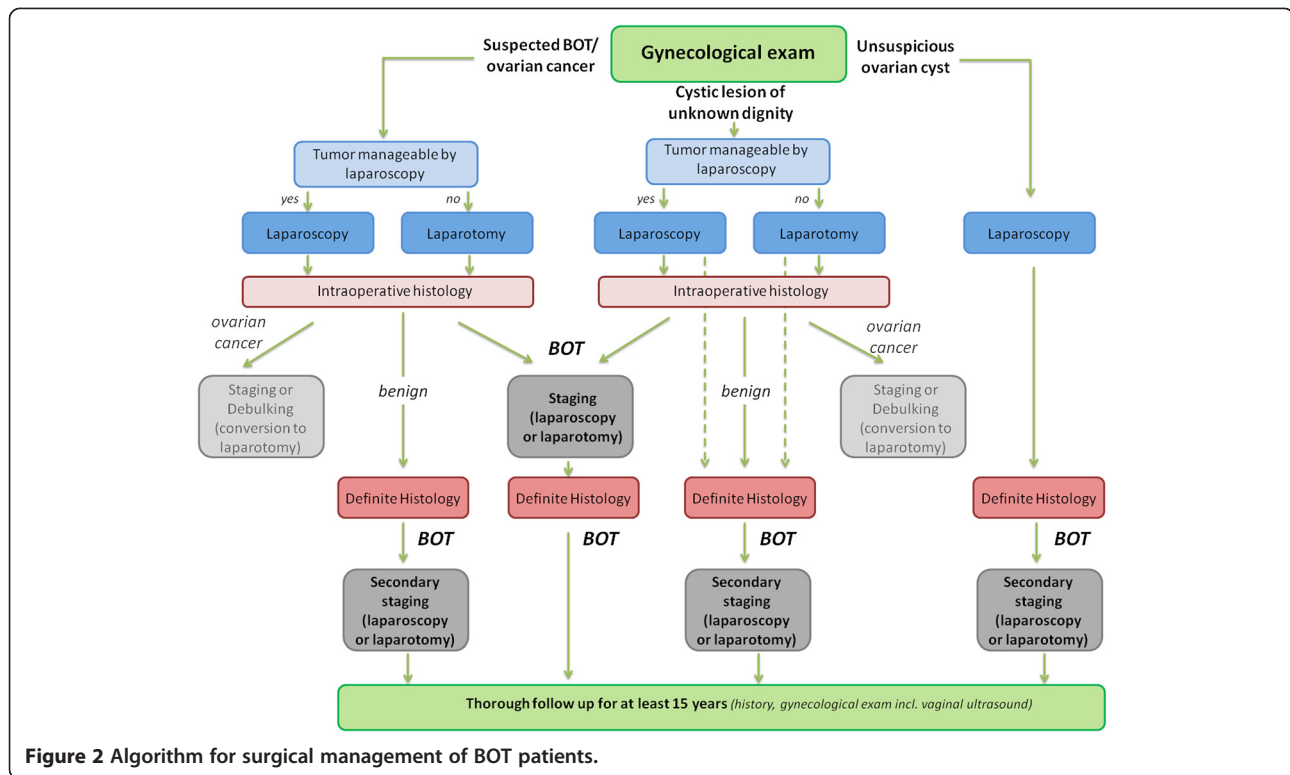 Suspected BOT/
ovarian cancer
Gynecological exam
Unsuspicious
ovarian cyst
Cystic lesion of
unknown dignity
Tumor manageable by
laparoscopy
Tumor manageable by
laparoscopy
yes
no
yes
no
Laparoscopy
Laparotomy
Laparoscopy
Laparotomy
Laparoscopy
Intraoperative histology
Intraoperative histology
ovarian
cancer
BOT
ovarian
cancer
benign
benign
Staging or
Debulking
(conversion to
laparotomy)
Staging
(laparoscopy
or laparotomy)
Staging or
Debulking
(conversion to
laparotomy)
Definite Histology
Definite Histology
Definite Histology
Definite Histology
BOT
BOT
BOT
BOT
Secondary
staging
(laparoscopy
or laparotomy)
Secondary
staging
(laparoscopy
or laparotomy)
Secondary
staging
(laparoscopy
or laparotomy)
Thorough follow up for at least 15 years (history, gynecological exam incl. vaginal ultrasound)
Figure 2 Algorithm for surgical management of BOT patients.